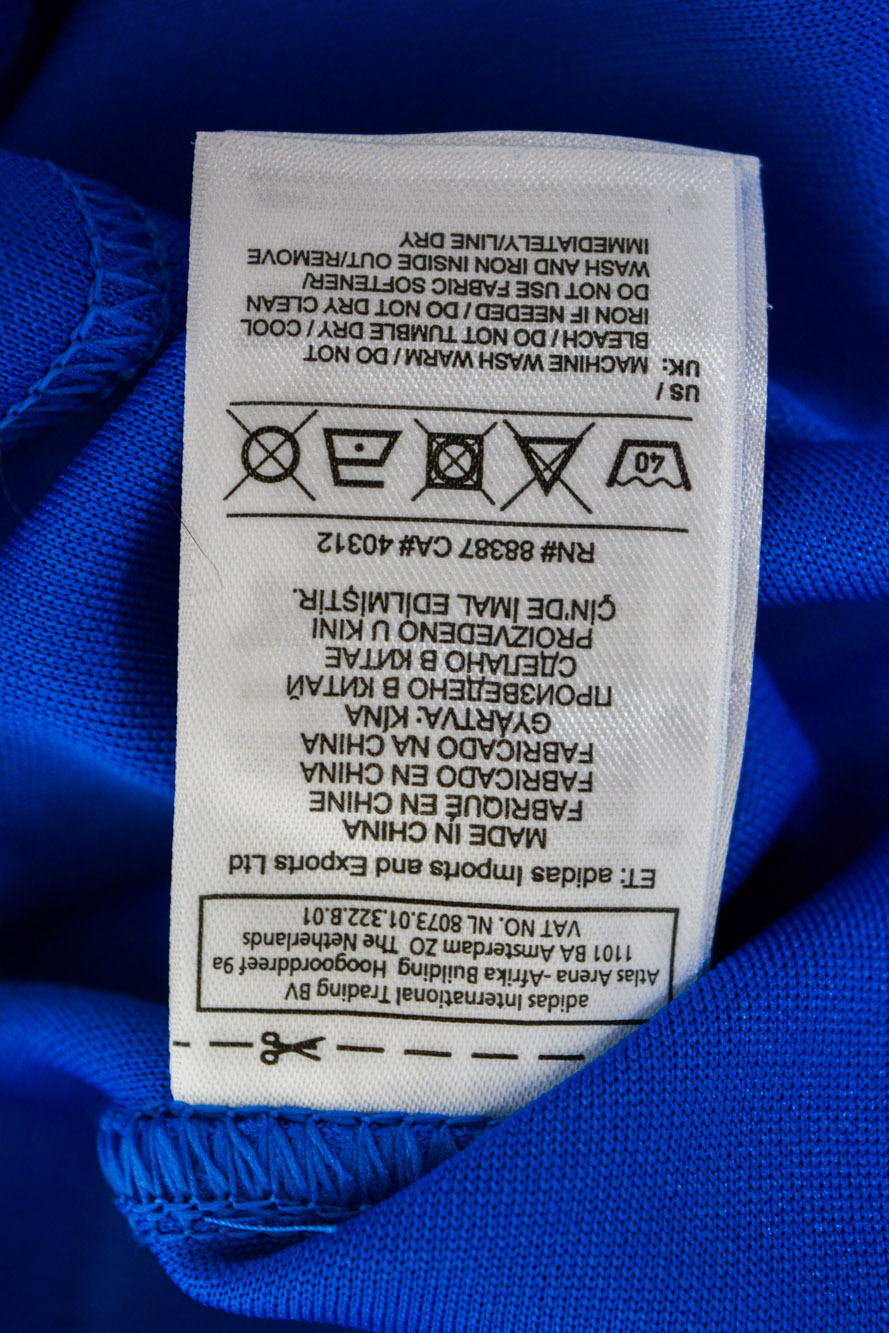 adidas International Trading BV
Atlas Arena -Afrika Building Hoogoorddreef 9a
1101 BA Amsterdam ZO The Netherlands
VAT NO. NL 8073.01.322.B.01
ET: adidas Imports and Exports Ltd
MADE IN CHINA
FABRIQUÉ EN CHINE
FABRICADO EN CHINA
FABRICADO NA CHINA
GYÁRTVA: KÍNA
ПРОИЗВЕДЕНО В КИТАЙ
СДЕЛАНО В КИТАЕ
PROIZVEDENO U KINI
ÇİN'DE İMAL EDİLMİŞTİR.
RN# 88387 CA# 40312
40
US /
UK: MACHINE WASH WARM / DO NOT
BLEACH / DO NOT TUMBLE DRY / COOL
IRON IF NEEDED / DO NOT DRY CLEAN
DO NOT USE FABRIC SOFTENER/
WASH AND IRON INSIDE OUT/REMOVE
IMMEDIATELY/LINE DRY